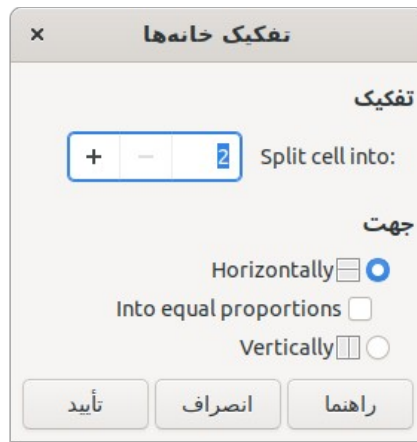 تفکیک خانه‌ها
تفکیک
Split cell into: 2
جهت
Horizontally
Into equal proportions
Vertically
راهنما انصراف تأیید